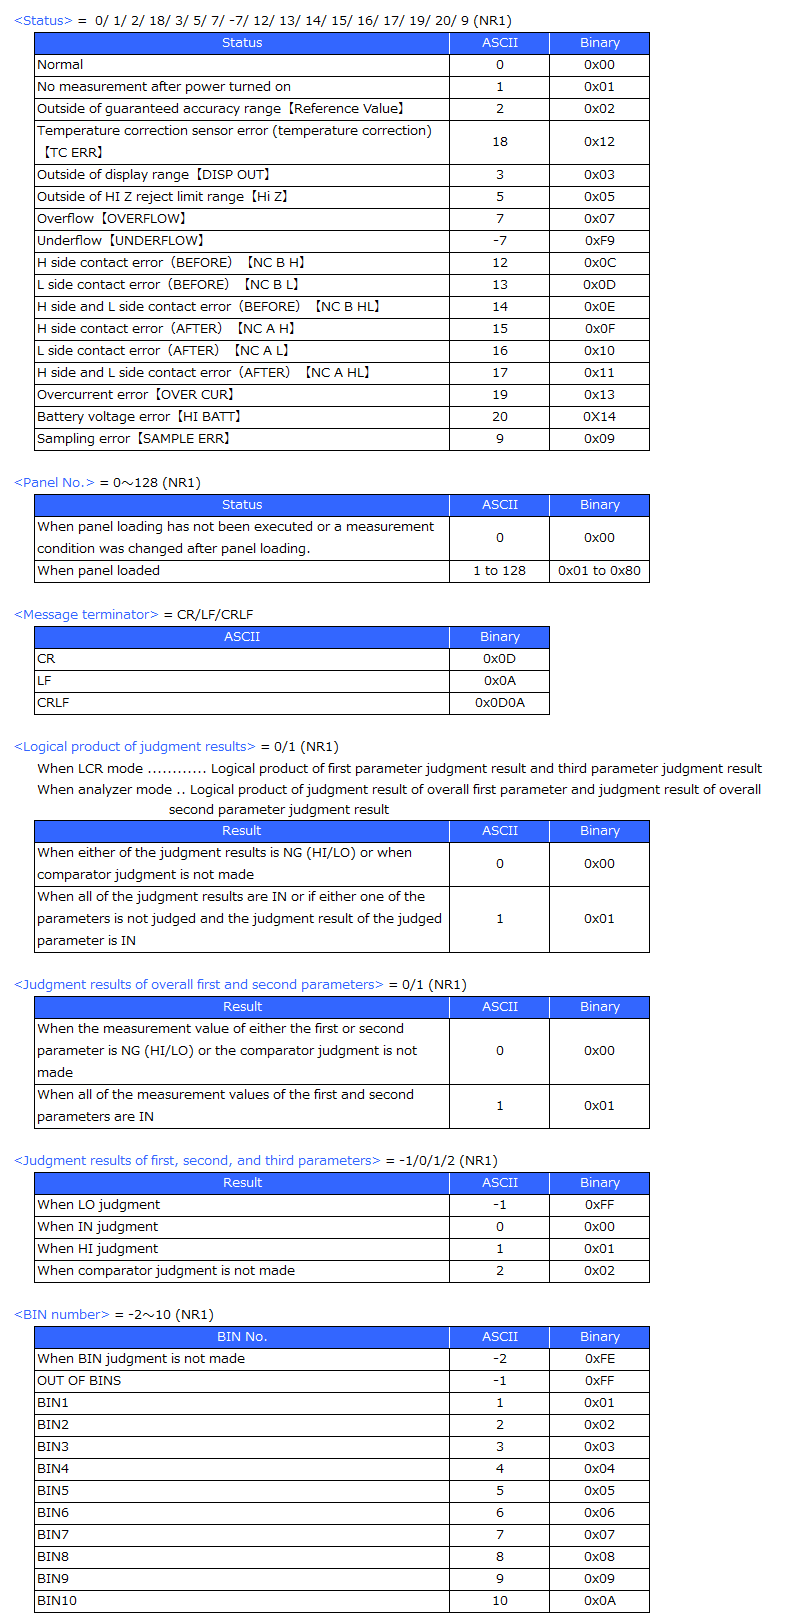 <Status> = 0/ 1/ 2/ 18/ 3/ 5/ 7/ -7/ 12/ 13/ 14/ 15/ 16/ 17/ 19/ 20/ 9 (NR1)
Status ASCII Binary
Normal 0 0x00
No measurement after power turned on 1 0x01
Outside of guaranteed accuracy range【Reference Value】 2 0x02
Temperature correction sensor error (temperature correction)
【TC ERR】 18 0x12
Outside of display range【DISP OUT】 3 0x03
Outside of HI Z reject limit range【Hi Z】 5 0x05
Overflow【OVERFLOW】 7 0x07
Underflow【UNDERFLOW】 -7 0xF9
H side contact error（BEFORE）【NC B H】 12 0x0C
L side contact error（BEFORE）【NC B L】 13 0x0D
H side and L side contact error（BEFORE）【NC B HL】 14 0x0E
H side contact error（AFTER）【NC A H】 15 0x0F
L side contact error（AFTER）【NC A L】 16 0x10
H side and L side contact error（AFTER）【NC A HL】 17 0x11
Overcurrent error【OVER CUR】 19 0x13
Battery voltage error【HI BATT】 20 0X14
Sampling error【SAMPLE ERR】 9 0x09
<Panel No.> = 0～128 (NR1)
Status ASCII Binary
When panel loading has not been executed or a measurement
condition was changed after panel loading. 0 0x00
When panel loaded 1 to 128 0x01 to 0x80
<Message terminator> = CR/LF/CRLF
ASCII Binary
CR 0x0D
LF 0x0A
CRLF 0x0D0A
<Logical product of judgment results> = 0/1 (NR1)
When LCR mode ............ Logical product of first parameter judgment result and third parameter judgment result
When analyzer mode .. Logical product of judgment result of overall first parameter and judgment result of overall
second parameter judgment result
Result ASCII Binary
When either of the judgment results is NG (HI/LO) or when
comparator judgment is not made 0 0x00
When all of the judgment results are IN or if either one of the
parameters is not judged and the judgment result of the judged 1 0x01
parameter is IN
<Judgment results of overall first and second parameters> = 0/1 (NR1)
Result ASCII Binary
When the measurement value of either the first or second
parameter is NG (HI/LO) or the comparator judgment is not 0 0x00
made
When all of the measurement values of the first and second
parameters are IN 1 0x01
<Judgment results of first, second, and third parameters> = -1/0/1/2 (NR1)
Result ASCII Binary
When LO judgment -1 0xFF
When IN judgment 0 0x00
When HI judgment 1 0x01
When comparator judgment is not made 2 0x02
<BIN number> = -2～10 (NR1)
BIN No. ASCII Binary
When BIN judgment is not made -2 0xFE
OUT OF BINS -1 0xFF
BIN1 1 0x01
BIN2 2 0x02
BIN3 3 0x03
BIN4 4 0x04
BIN5 5 0x05
BIN6 6 0x06
BIN7 7 0x07
BIN8 8 0x08
BIN9 9 0x09
BIN10 10 0x0A